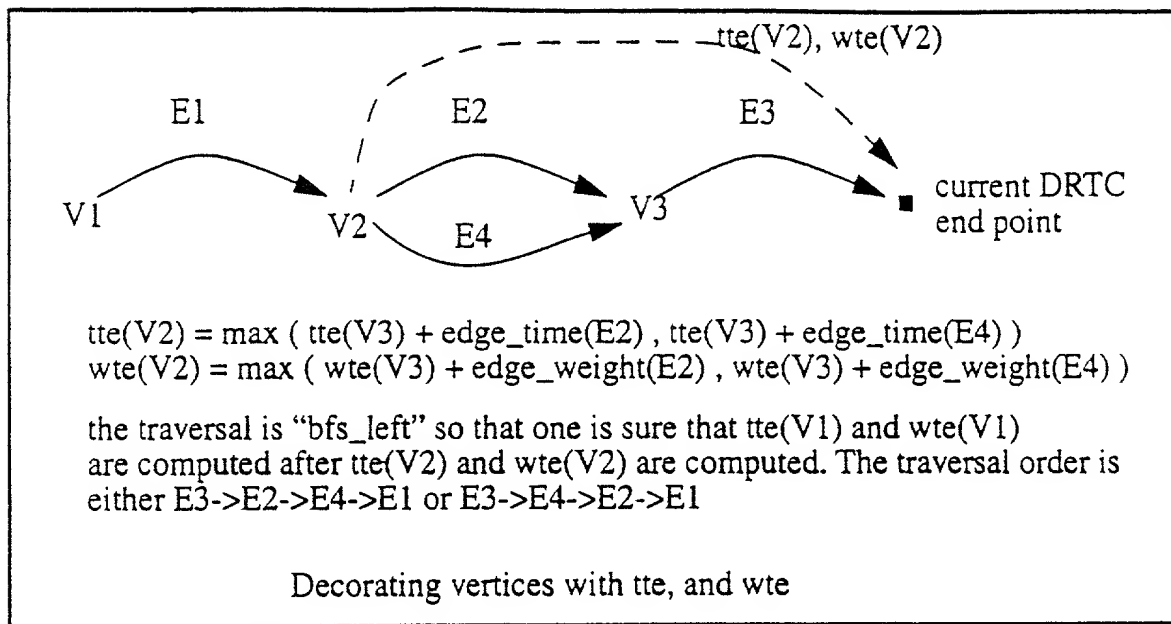 tte(V2), wte(V2)
E1
E2
E3
V1
V2
E4
V3
current DRTC
end point
tte(V2) = max ( tte(V3) + edge_time(E2) , tte(V3) + edge_time(E4) )
wte(V2) = max ( wte(V3) + edge_weight(E2) , wte(V3) + edge_weight(E4) )
the traversal is “bfs_left” so that one is sure that tte(V1) and wte(V1)
are computed after tte(V2) and wte(V2) are computed. The traversal order is
either E3->E2->E4->E1 or E3->E4->E2->E1
Decorating vertices with tte, and wte